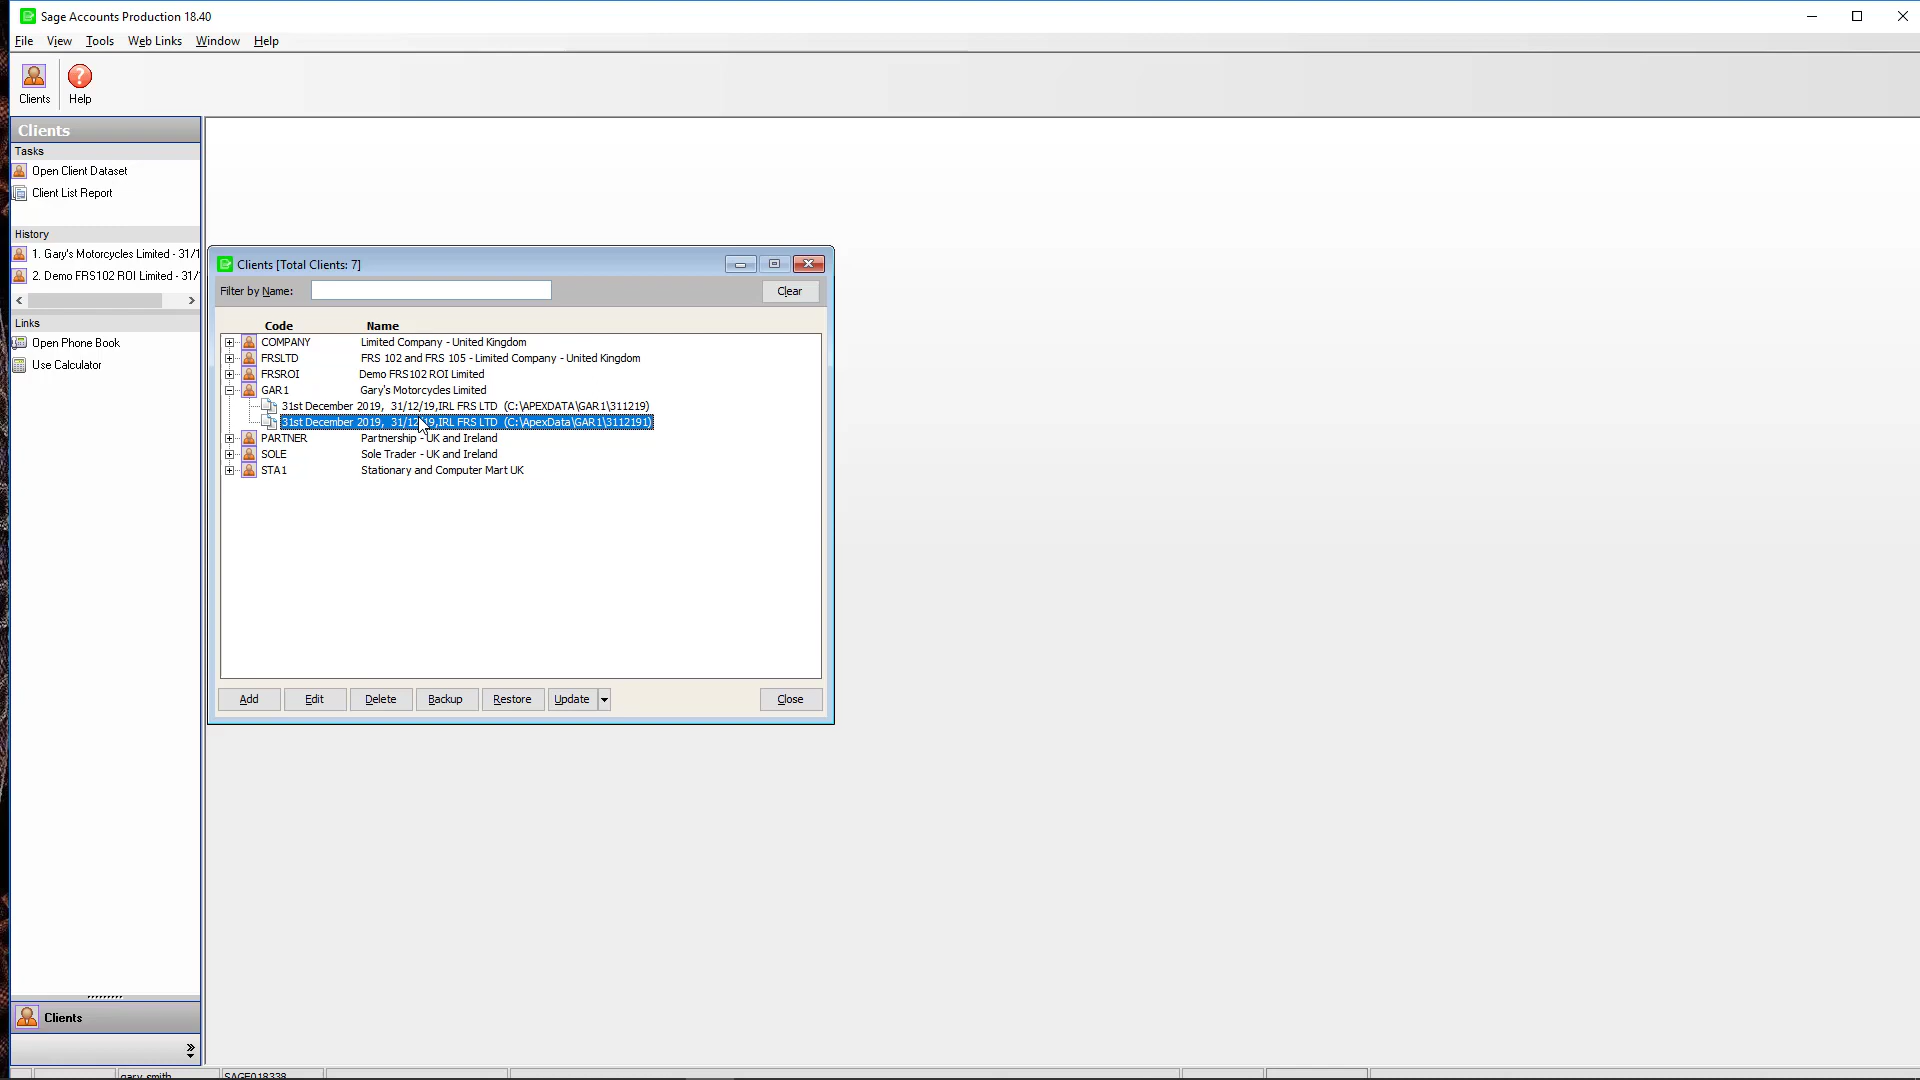 Sage Accounts Production 18.40
File View Tools Web Links Window Help
Clients Help
Clients
Tasks
Open Client Dataset
Client List Report
History
1. Gary's Motorcycles Limited - 31/1
2. Demo FRS102 ROI Limited - 31/
Links
Open Phone Book
Use Calculator
Clients [Total Clients: 7]
Filter by Name: Clear
Code Name
COMPANY Limited Company - United Kingdom
FRSLTD FRS 102 and FRS 105 - Limited Company - United Kingdom
FRSROI Demo FRS102 ROI Limited
GAR1 Gary's Motorcycles Limited
31st December 2019, 31/12/19,IRL FRS LTD (C:\APEXDATA\GAR1\311219)
31st December 2019, 31/12/19,IRL FRS LTD (C:\ApexData\GAR1\3112191)
PARTNER Partnership - UK and Ireland
SOLE Sole Trader - UK and Ireland
STA1 Stationary and Computer Mart UK
Add Edit Delete Backup Restore Update Close
Clients
gary.smith SAGE018338